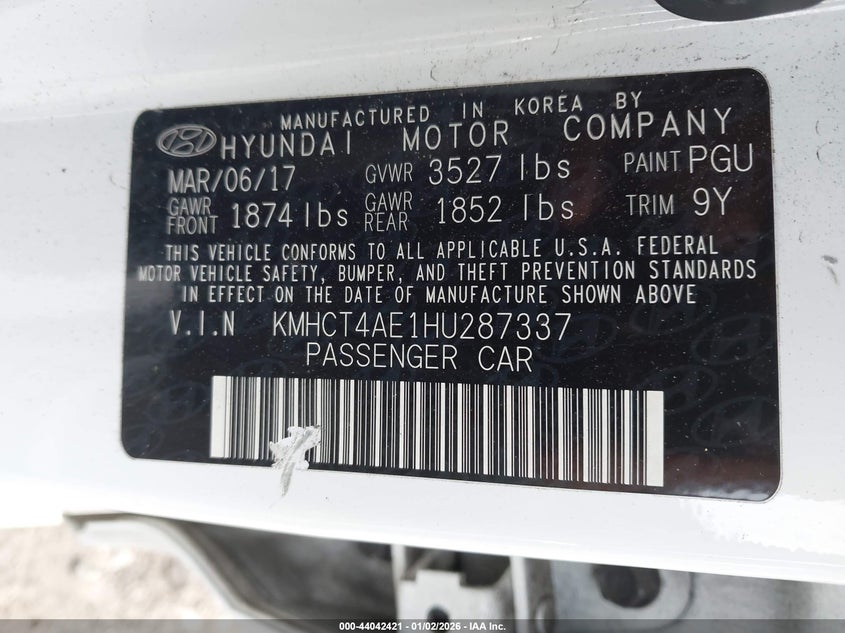 MANUFACTURED IN KOREA BY
HYUNDAI MOTOR COMPANY
MAR/06/17 GVWR 3527 lbs PAINT PGU
GAWR FRONT 1874 lbs GAWR REAR 1852 lbs TRIM 9Y
THIS VEHICLE CONFORMS TO ALL APPLICABLE U.S.A. FEDERAL
MOTOR VEHICLE SAFETY, BUMPER, AND THEFT PREVENTION STANDARDS
IN EFFECT ON THE DATE OF MANUFACTURE SHOWN ABOVE
V.I.N KMHCT4AE1HU287337
PASSENGER CAR
000-44042421 - 01/02/2026 - IAA Inc.